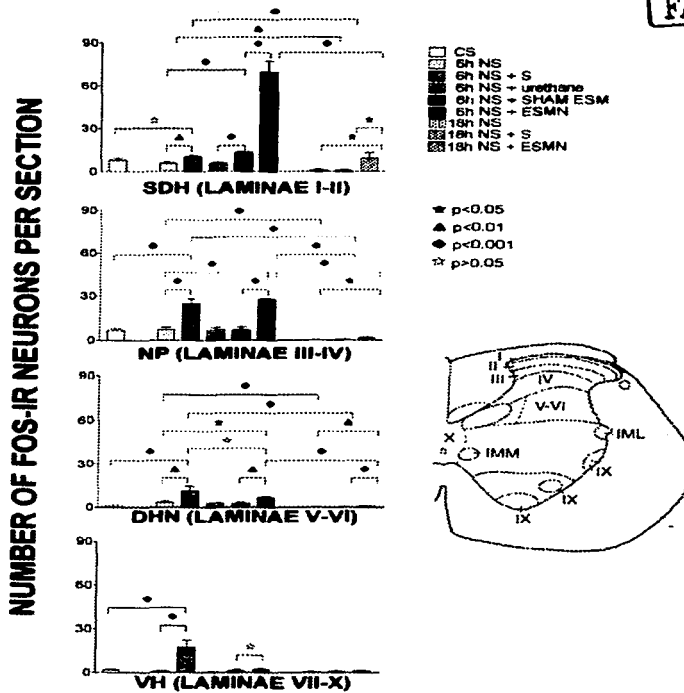 FA
NUMBER OF FOS-IR NEURONS PER SECTION
90
60
30
0
SDH (LAMINAE I-II)
90
60
30
0
NP (LAMINAE III-IV)
90
60
30
0
DHN (LAMINAE V-VI)
90
60
30
0
VH (LAMINAE VII-X)
CS
6h NS
6h NS + S
6h NS + urethane
6h NS + SHAM ESM
6h NS + ESMN
18h NS
18h NS + S
18h NS + ESMN
★ p<0.05
▲ p<0.01
◆ p<0.001
☆ p>0.05
I
II
III
IV
V-VI
X
IML
IMM
IX
IX
IX